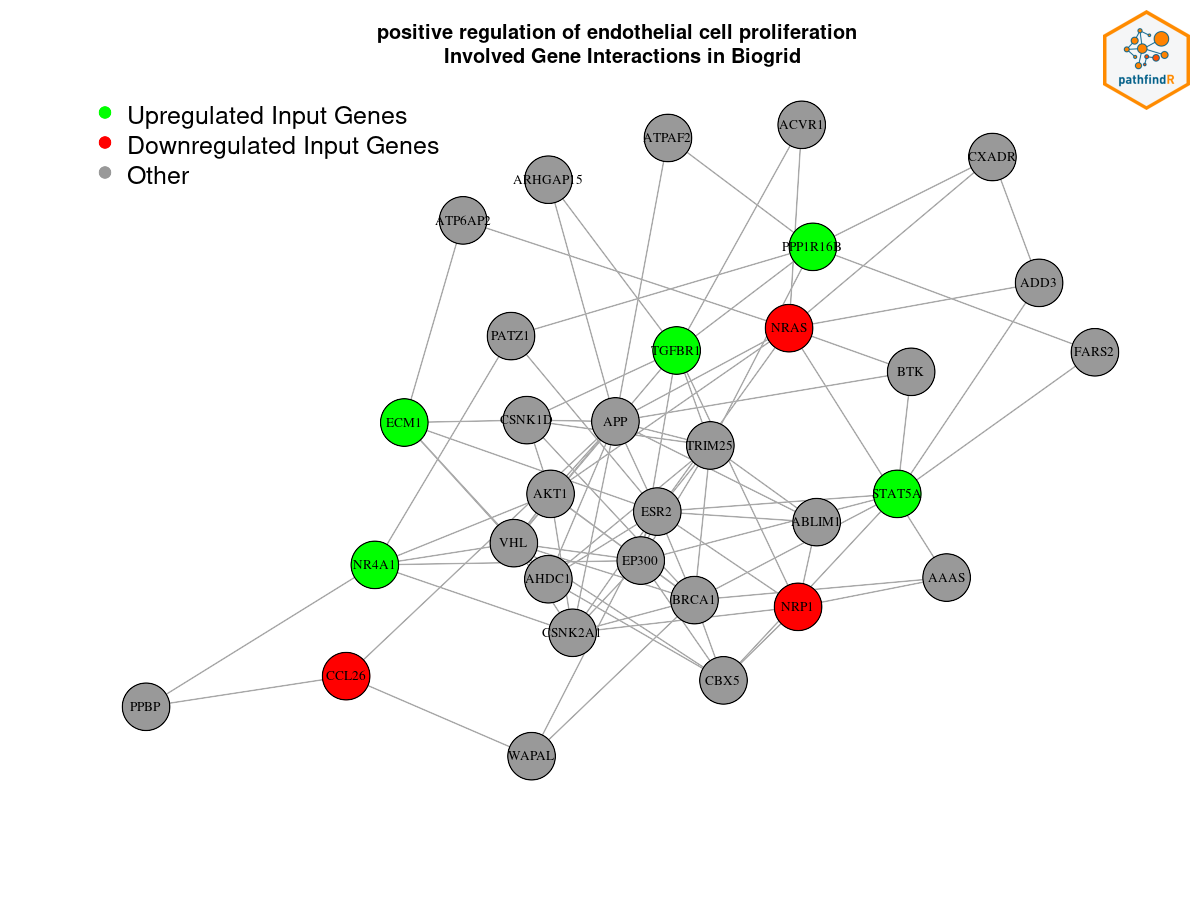 positive regulation of endothelial cell proliferation
Involved Gene Interactions in Biogrid
pathfindR
Upregulated Input Genes
Downregulated Input Genes
Other
ACVR1
ATPAF2
CXADR
ARHGAP15
ATP6AP2
PPP1R16B
ADD3
NRAS
PATZ1
TGFBR1
FARS2
BTK
ECM1
CSNK1D
APP
TRIM25
AKT1
STAT5A
ESR2
ABLIM1
VHL
EP300
NR4A1
AHDC1
AAAS
BRCA1
NRP1
CSNK2A1
CCL26
CBX5
PPBP
WAPAL